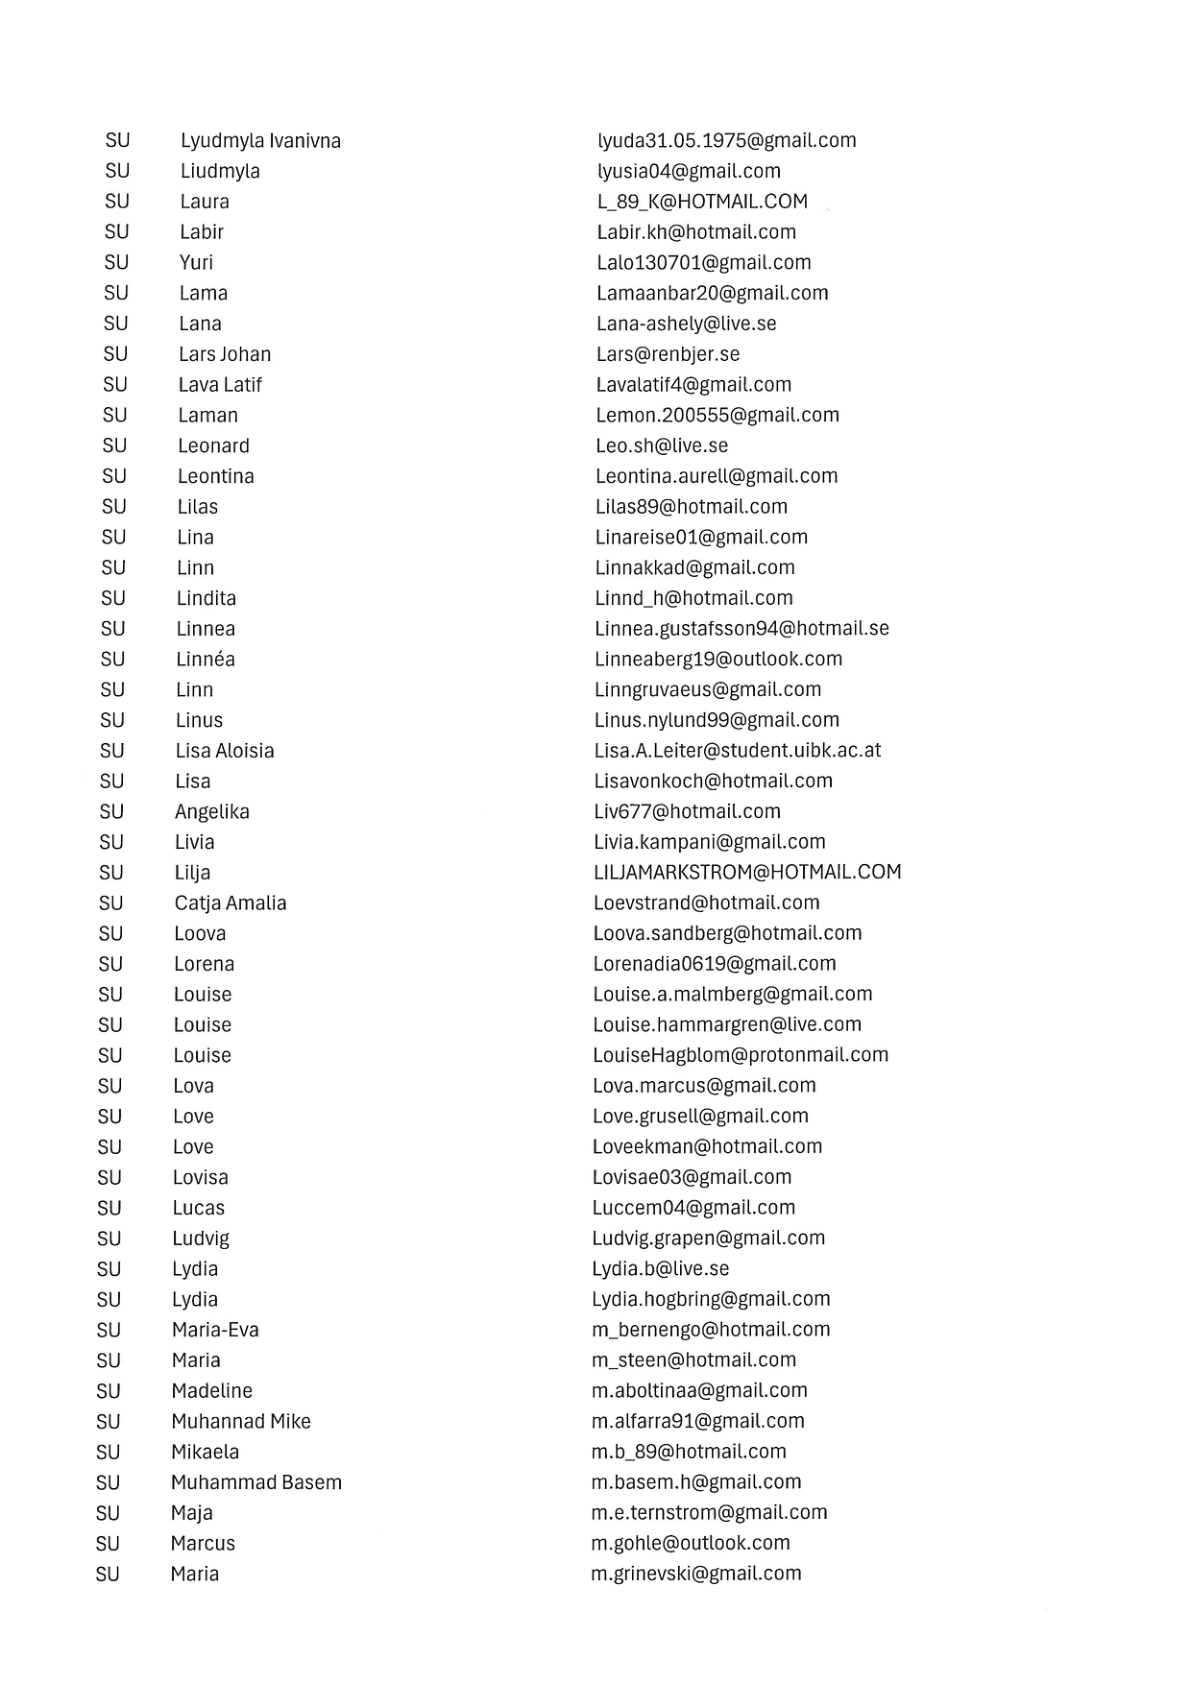 SU Lyudmyla Ivanivna lyuda31.05.1975@gmail.com
SU Liudmyla lyusia04@gmail.com
SU Laura L_89_K@HOTMAIL.COM
SU Labir Labir.kh@hotmail.com
SU Yuri Lalo130701@gmail.com
SU Lama Lamaanbar20@gmail.com
SU Lana Lana-ashely@live.se
SU Lars Johan Lars@renbjer.se
SU Lava Latif Lavalatif4@gmail.com
SU Laman Lemon.200555@gmail.com
SU Leonard Leo.sh@live.se
SU Leontina Leontina.aurell@gmail.com
SU Lilas Lilas89@hotmail.com
SU Lina Linareise01@gmail.com
SU Linn Linnakkad@gmail.com
SU Lindita Linnd_h@hotmail.com
SU Linnea Linnea.gustafsson94@hotmail.se
SU Linnéa Linneaberg19@outlook.com
SU Linn Linngruvaeus@gmail.com
SU Linus Linus.nylund99@gmail.com
SU Lisa Aloisia Lisa.A.Leiter@student.uibk.ac.at
SU Lisa Lisavonkoch@hotmail.com
SU Angelika Liv677@hotmail.com
SU Livia Livia.kampani@gmail.com
SU Lilja LILJAMARKSTROM@HOTMAIL.COM
SU Catja Amalia Loevstrand@hotmail.com
SU Loova Loova.sandberg@hotmail.com
SU Lorena Lorenadia0619@gmail.com
SU Louise Louise.a.malmberg@gmail.com
SU Louise Louise.hammargren@live.com
SU Louise LouiseHagblom@protonmail.com
SU Lova Lova.marcus@gmail.com
SU Love Love.grusell@gmail.com
SU Love Loveekman@hotmail.com
SU Lovisa Lovisae03@gmail.com
SU Lucas Luccem04@gmail.com
SU Ludvig Ludvig.grapen@gmail.com
SU Lydia Lydia.b@live.se
SU Lydia Lydia.hogbring@gmail.com
SU Maria-Eva m_bernengo@hotmail.com
SU Maria m_steen@hotmail.com
SU Madeline m.aboltinaa@gmail.com
SU Muhannad Mike m.alfarra91@gmail.com
SU Mikaela m.b_89@hotmail.com
SU Muhammad Basem m.basem.h@gmail.com
SU Maja m.e.ternstrom@gmail.com
SU Marcus m.gohle@outlook.com
SU Maria m.grinevski@gmail.com